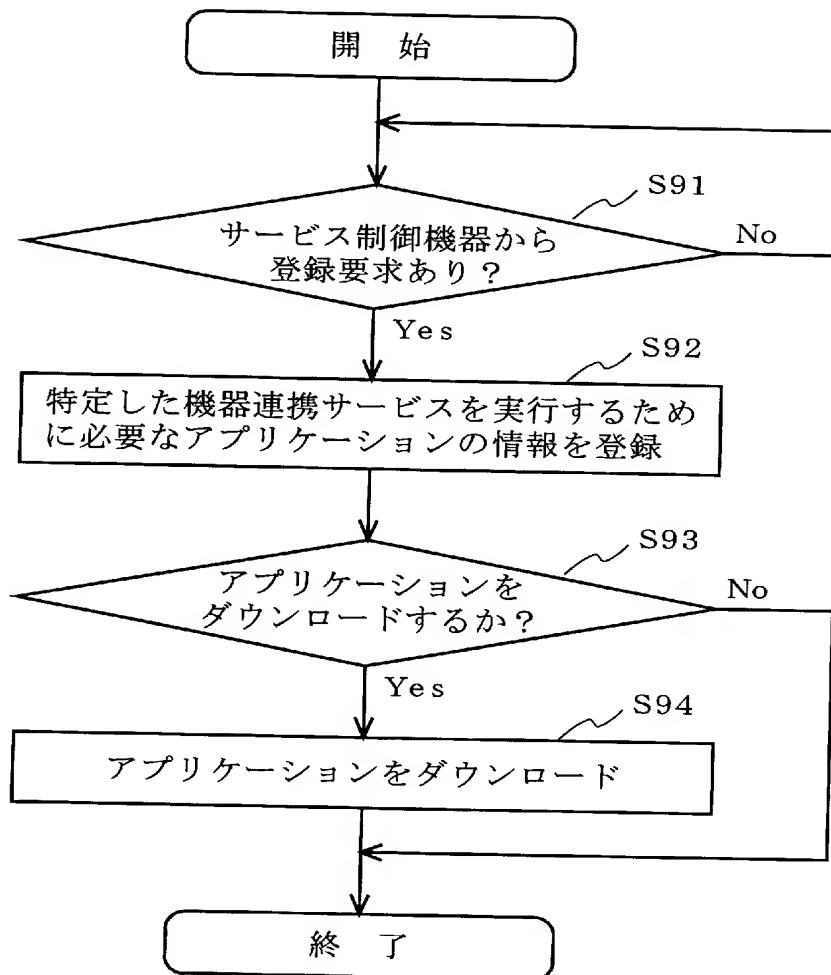 開 始
S91
サービス制御機器から
登録要求あり？
No
Yes
S92
特定した機器連携サービスを実行するため
に必要なアプリケーションの情報を登録
S93
アプリケーションを
ダウンロードするか？
No
Yes
S94
アプリケーションをダウンロード
終 了